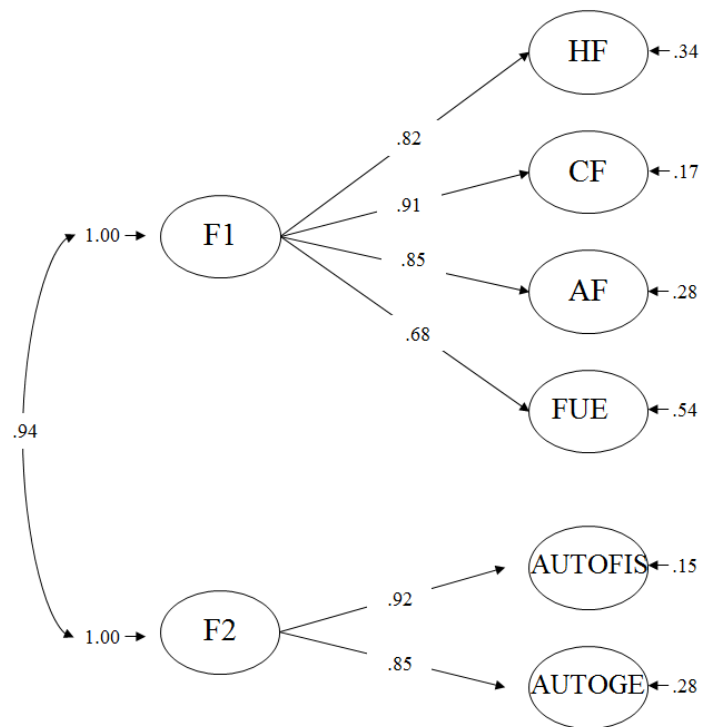 HF
.34
.82
CF
.17
.91
1.00
F1
.85
AF
.28
.68
FUE
.54
.94
AUTOFIS
.15
.92
1.00
F2
.85
AUTOGE
.28